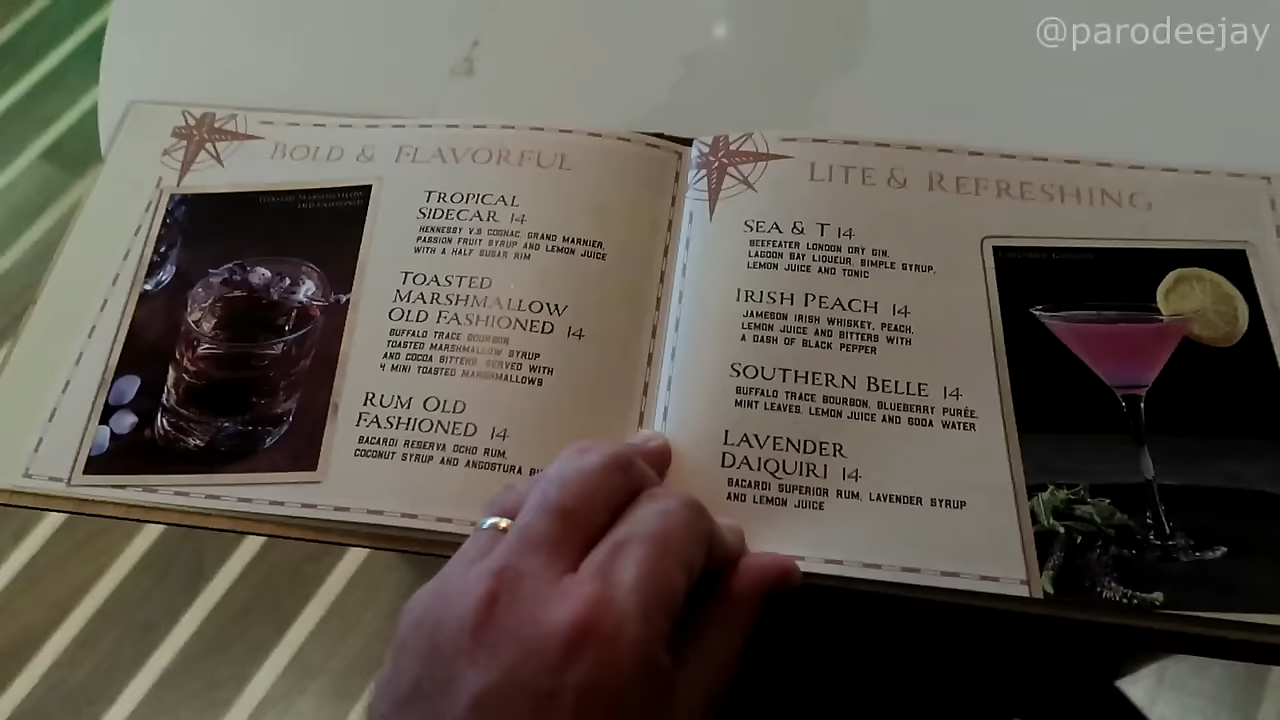 @parodeejay
BOLD & FLAVORFUL
TOASTED MARSHMALLOW
OLD FASHIONED
TROPICAL
SIDECAR 14
HENNESSY V.S COGNAC, GRAND MARNIER,
PASSION FRUIT SYRUP AND LEMON JUICE
WITH A HALF SUGAR RIM
TOASTED
MARSHMALLOW
OLD FASHIONED 14
BUFFALO TRACE BOURBON
TOASTED MARSHMALLOW SYRUP
AND COCOA BITTERS SERVED WITH
4 MINI TOASTED MARSHMALLOWS
RUM OLD
FASHIONED 14
BACARDI RESERVA OCHO RUM,
COCONUT SYRUP AND ANGOSTURA
LITE & REFRESHING
SEA & T 14
BEEFEATER LONDON DRY GIN,
LAGOON BAY LIQUEUR, SIMPLE SYRUP,
LEMON JUICE AND TONIC
IRISH PEACH 14
JAMESON IRISH WHISKEY, PEACH,
LEMON JUICE AND BITTERS WITH
A DASH OF BLACK PEPPER
SOUTHERN BELLE 14
BUFFALO TRACE BOURBON, BLUEBERRY PURÉE,
MINT LEAVES, LEMON JUICE AND SODA WATER
LAVENDER
DAIQUIRI 14
BACARDI SUPERIOR RUM, LAVENDER SYRUP
AND LEMON JUICE